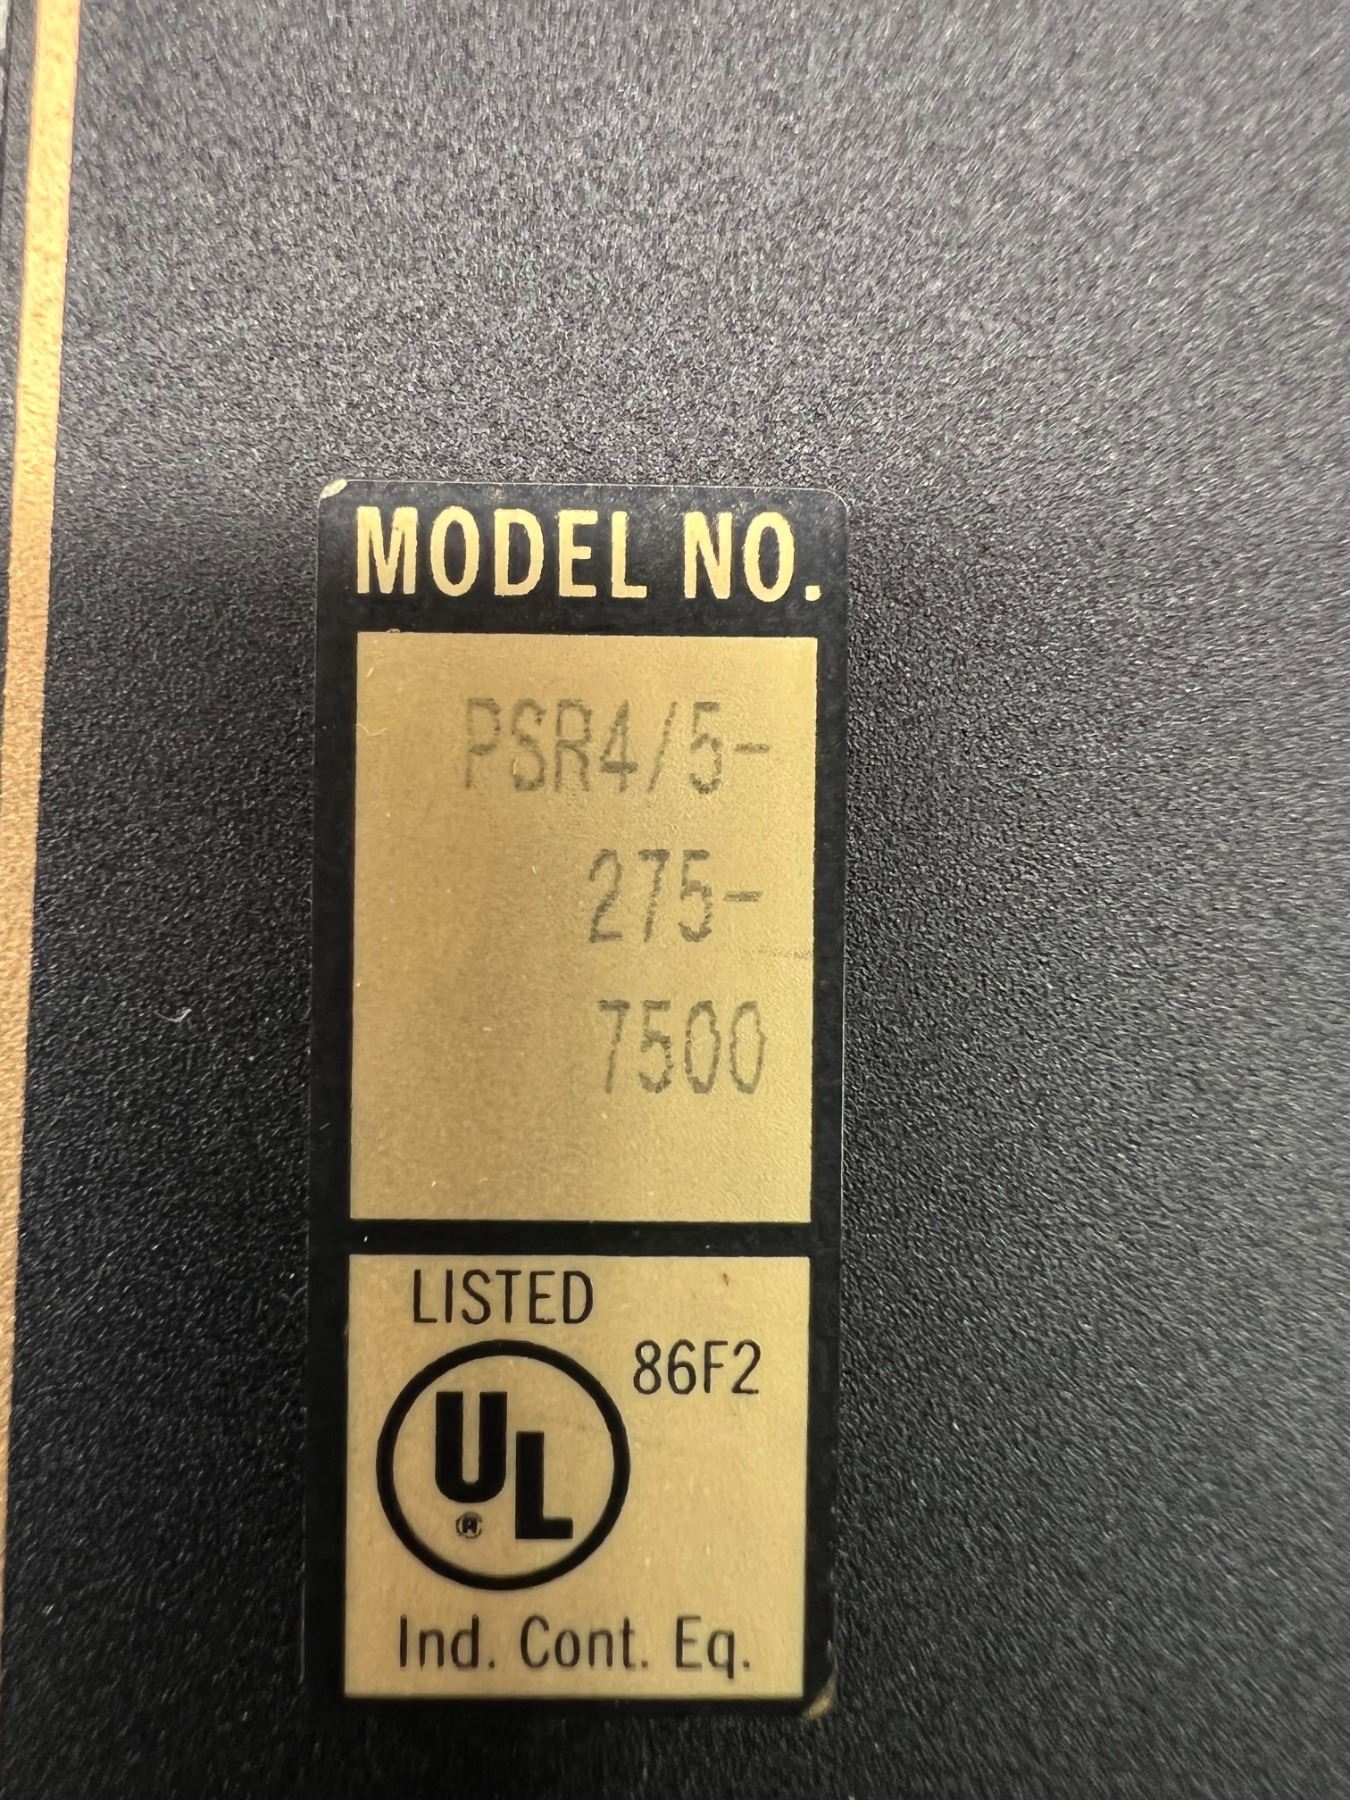 MODEL NO.
PSR4/5-
275-
7500
LISTED
86F2
UL
®
Ind. Cont. Eq.